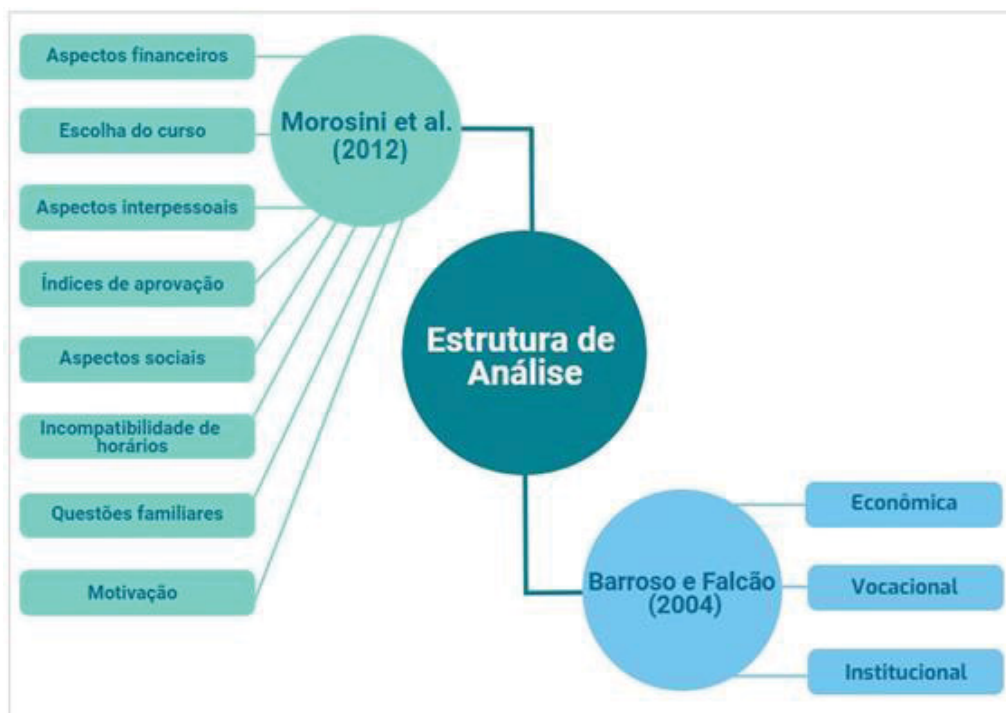 Aspectos financeiros
Escolha do curso
Aspectos interpessoais
Índices de aprovação
Aspectos sociais
Incompatibilidade de
horários
Questões familiares
Motivação
Morosini et al.
(2012)
Estrutura de
Análise
Barroso e Falcão
(2004)
Econômica
Vocacional
Institucional